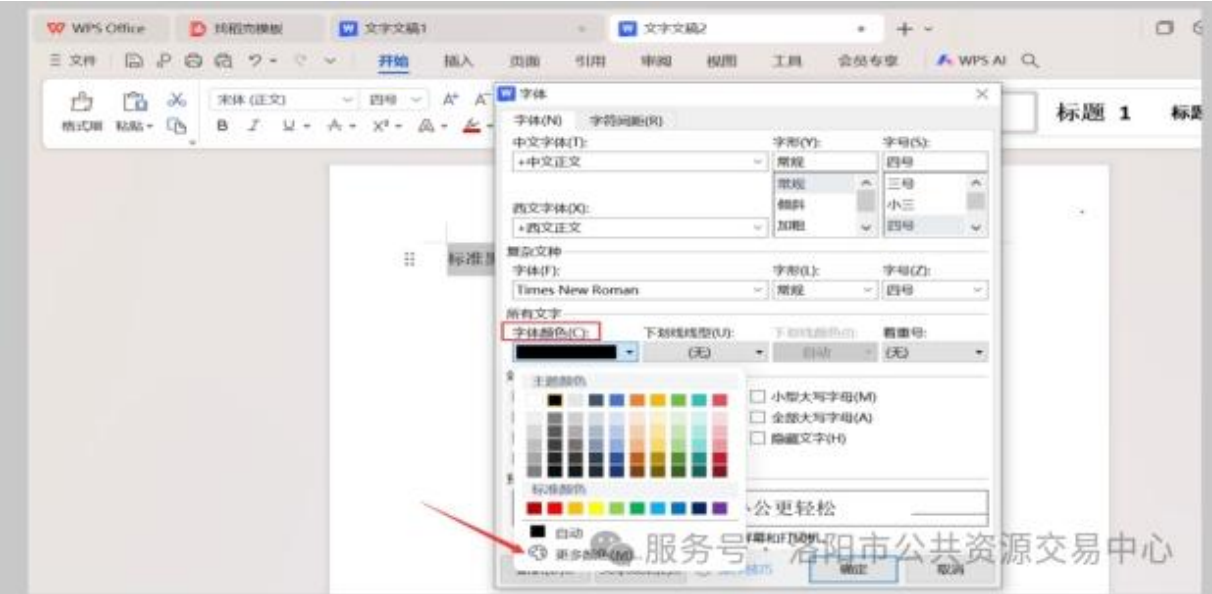 WPS Office 找稻壳模板 文字文稿1 文字文稿2
文件 开始 插入 页面 引用 审阅 视图 工具 会员专享 WPS AI
格式刷 粘贴 宋体 (正文) 四号 B I U A X² A 标题 1 标题
字体
字体(N) 字符间距(R)
中文字体(T): 字形(Y): 字号(S):
+中文正文 常规 四号
常规 三号
倾斜 小三
加粗 四号
西文字体(X):
+西文正文
复杂文种
字体(F): 字形(L): 字号(Z):
Times New Roman 常规 四号
所有文字
字体颜色(C): 下划线线型(U): 下划线颜色(I): 着重号:
(无) 自动 (无)
标准
主题颜色
小型大写字母(M)
全部大写字母(A)
隐藏文字(H)
标准颜色
公更轻松
自动
更多颜色(M)...
确定 取消
服务号 · 洛阳市公共资源交易中心